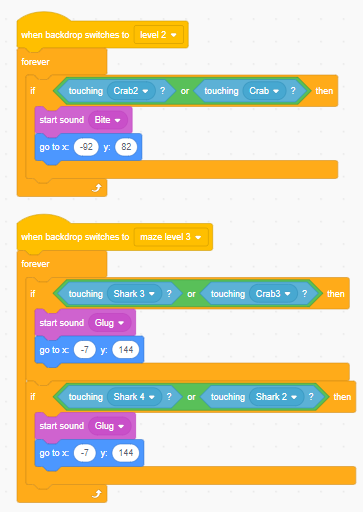 when backdrop switches to level 2
forever
if touching Crab2 ? or touching Crab ? then
start sound Bite
go to x: -92 y: 82
when backdrop switches to maze level 3
forever
if touching Shark 3 ? or touching Crab3 ? then
start sound Glug
go to x: -7 y: 144
if touching Shark 4 ? or touching Shark 2 ? then
start sound Glug
go to x: -7 y: 144